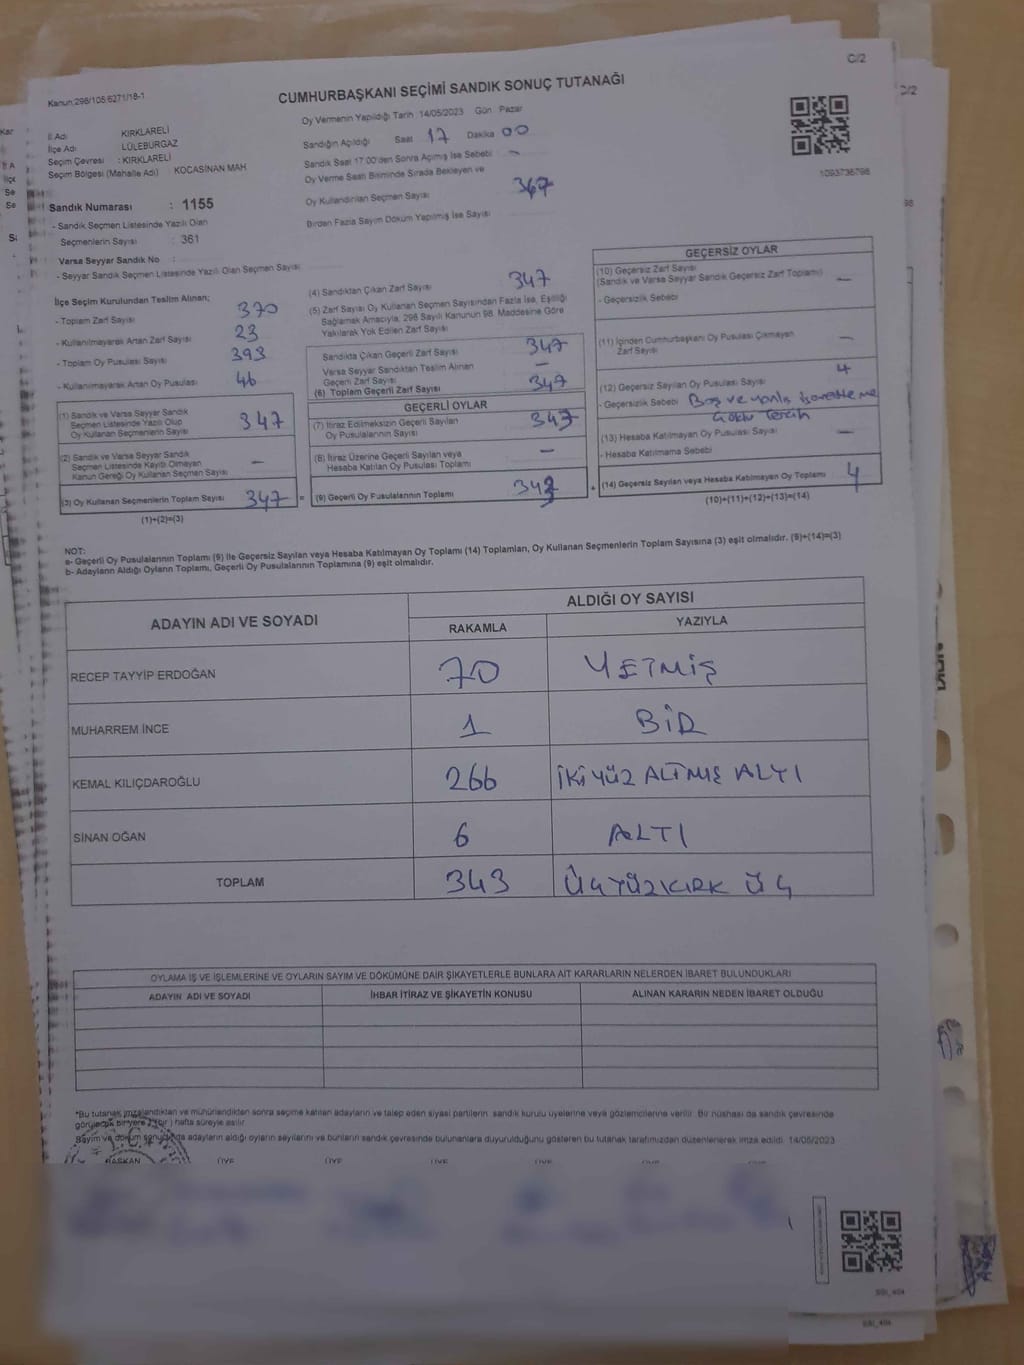 C/2
Kanun:298/105 6271/18-1
CUMHURBAŞKANI SEÇİMİ SANDIK SONUÇ TUTANAĞI
Oy Vermenin Yapıldığı Tarih 14/05/2023 Gün Pazar
İl Adı KIRKLARELİ
İlçe Adı LÜLEBURGAZ
Seçim Çevresi : KIRKLARELİ
Seçim Bölgesi (Mahalle Adı) KOCASİNAN MAH
Sandık Numarası : 1155
- Sandık Seçmen Listesinde Yazılı Olan
Seçmenlerin Sayısı : 361
Varsa Seyyar Sandık No :
- Seyyar Sandık Seçmen Listesinde Yazılı Olan Seçmen Sayısı
Sandığın Açıldığı Saat 17 Dakika 00
Sandık Saat 17:00'den Sonra Açılmış İse Sebebi -
Oy Verme Saati Bitiminde Sırada Bekleyen ve
Oy Kullandırılan Seçmen Sayısı
Birden Fazla Sayım Döküm Yapılmış İse Sayısı
1093736798
İlçe Seçim Kurulundan Teslim Alınan;
- Toplam Zarf Sayısı 370
- Kullanılmayarak Artan Zarf Sayısı 23
- Toplam Oy Pusulası Sayısı 393
- Kullanılmayarak Artan Oy Pusulası 46
(1) Sandık ve Varsa Seyyar Sandık
Seçmen Listesinde Yazılı Olup
Oy Kullanan Seçmenlerin Sayısı 347
(2) Sandık ve Varsa Seyyar Sandık
Seçmen Listesinde Kayıtlı Olmayan
Kanun Gereği Oy Kullanan Seçmen Sayısı -
(3) Oy Kullanan Seçmenlerin Toplam Sayısı 347 =
(1)+(2)=(3)
(4) Sandıktan Çıkan Zarf Sayısı 347
(5) Zarf Sayısı Oy Kullanan Seçmen Sayısından Fazla İse, Eşitliği
Sağlamak Amacıyla, 298 Sayılı Kanunun 98. Maddesine Göre
Yakılarak Yok Edilen Zarf Sayısı
Sandıkta Çıkan Geçerli Zarf Sayısı 347
Varsa Seyyar Sandıktan Teslim Alınan
Geçerli Zarf Sayısı -
(6) Toplam Geçerli Zarf Sayısı 347
GEÇERLİ OYLAR
(7) İtiraz Edilmeksizin Geçerli Sayılan
Oy Pusulalarının Sayısı 343
(8) İtiraz Üzerine Geçerli Sayılan veya
Hesaba Katılan Oy Pusulası Toplamı -
(9) Geçerli Oy Pusulalarının Toplamı 343 +
GEÇERSİZ OYLAR
(10) Geçersiz Zarf Sayısı
(Sandık ve Varsa Seyyar Sandık Geçersiz Zarf Toplamı) -
- Geçersizlik Sebebi
(11) İçinden Cumhurbaşkanı Oy Pusulası Çıkmayan
Zarf Sayısı -
(12) Geçersiz Sayılan Oy Pusulası Sayısı 4
- Geçersizlik Sebebi Boş ve yanlış işaretleme
Çoklu Tercih
(13) Hesaba Katılmayan Oy Pusulası Sayısı -
- Hesaba Katılmama Sebebi
(14) Geçersiz Sayılan veya Hesaba Katılmayan Oy Toplamı 4
(10)+(11)+(12)+(13)=(14)
NOT:
a- Geçerli Oy Pusulalarının Toplamı (9) ile Geçersiz Sayılan veya Hesaba Katılmayan Oy Toplamı (14) Toplamları, Oy Kullanan Seçmenlerin Toplam Sayısına (3) eşit olmalıdır. (9)+(14)=(3)
b- Adayların Aldığı Oyların Toplamı, Geçerli Oy Pusulalarının Toplamına (9) eşit olmalıdır.
ADAYIN ADI VE SOYADI ALDIĞI OY SAYISI
RAKAMLA YAZIYLA
RECEP TAYYİP ERDOĞAN 70 YETMİŞ
MUHARREM İNCE 1 BİR
KEMAL KILIÇDAROĞLU 266 İKİ YÜZ ALTMIŞ ALTI
SİNAN OĞAN 6 ALTI
TOPLAM 343 ÜÇYÜZKIRK ÜÇ
OYLAMA İŞ VE İŞLEMLERİNE VE OYLARIN SAYIM VE DÖKÜMÜNE DAİR ŞİKAYETLERLE BUNLARA AİT KARARLARIN NELERDEN İBARET BULUNDUKLARI
ADAYIN ADI VE SOYADI İHBAR İTİRAZ VE ŞİKAYETİN KONUSU ALINAN KARARIN NEDEN İBARET OLDUĞU
*Bu tutanak imzalandıktan ve mühürlendikten sonra seçime katılan adayların ve talep eden siyasi partilerin sandık kurulu üyelerine veya gözlemcilerine verilir. Bir nüshası da sandık çevresinde
görülecek bir yere 1 (bir) hafta süreyle asılır.
Sayım ve döküm sonucunda adayların aldığı oyların sayılarını ve bunların sandık çevresinde bulunanlara duyurulduğunu gösteren bu tutanak tarafımızdan düzenlenerek imza edildi. 14/05/2023
BAŞKAN ÜYE ÜYE ÜYE ÜYE ÜYE ÜYE